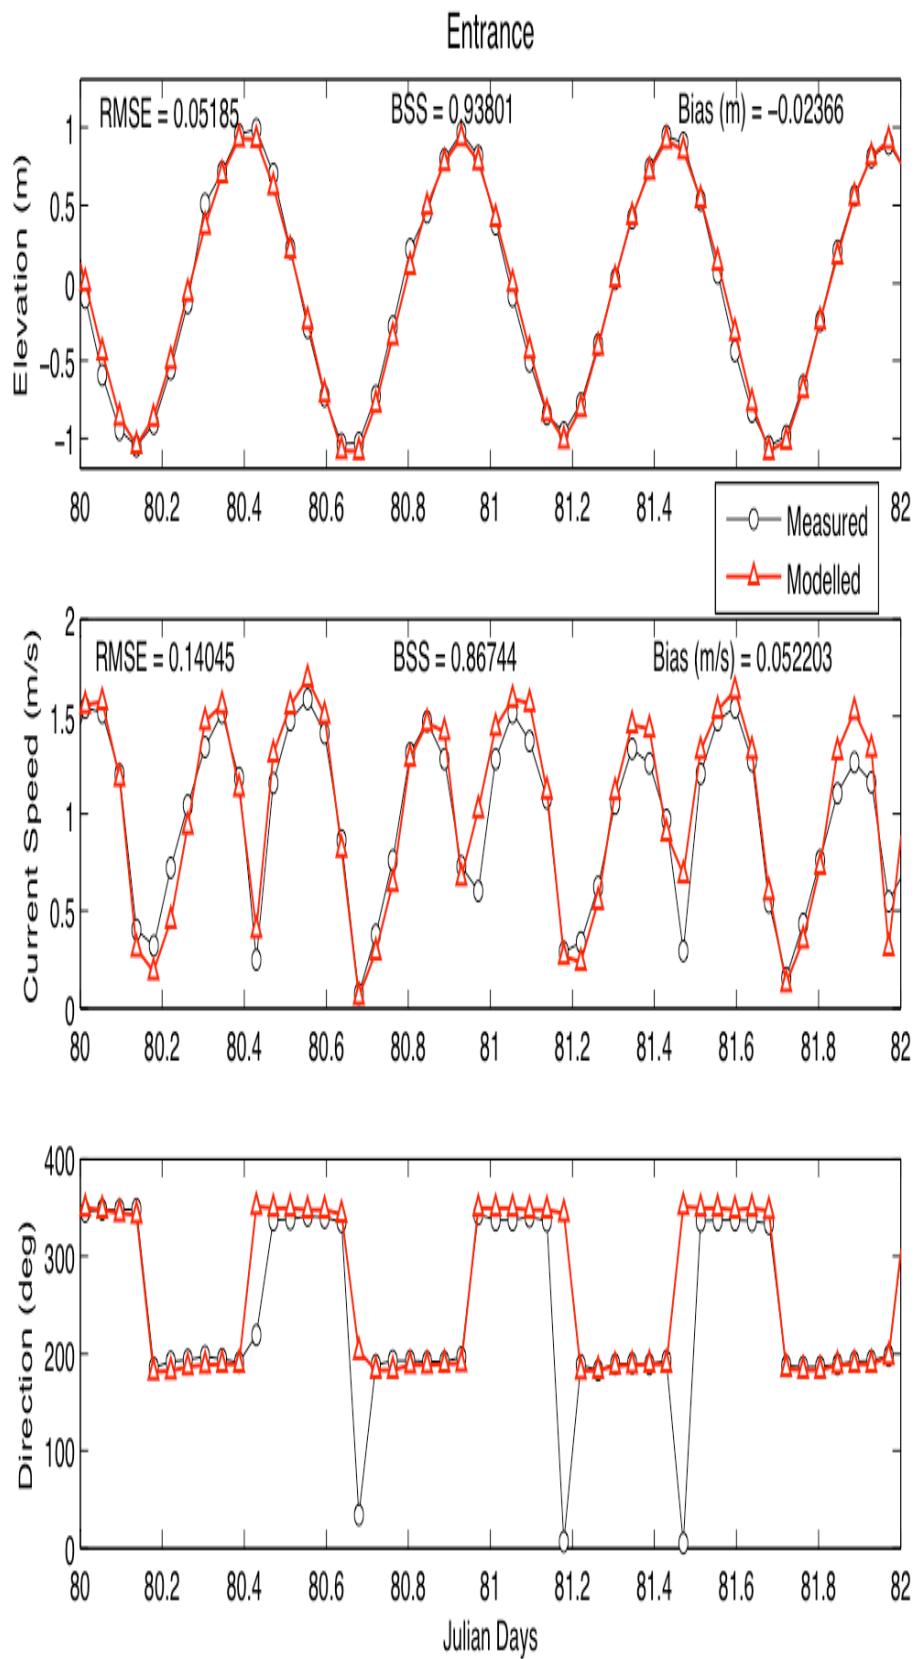 Entrance
RMSE = 0.05185 BSS = 0.93801 Bias (m) = −0.02366
Elevation (m)
1
0.5
0
−0.5
−1
80 80.2 80.4 80.6 80.8 81 81.2 81.4 82
Measured
Modelled
RMSE = 0.14045 BSS = 0.86744 Bias (m/s) = 0.052203
Current Speed (m/s)
2
1.5
1
0.5
0
80 80.2 80.4 80.6 80.8 81 81.2 81.4 81.6 81.8 82
Direction (deg)
400
300
200
100
0
80 80.2 80.4 80.6 80.8 81 81.2 81.4 81.6 81.8 82
Julian Days